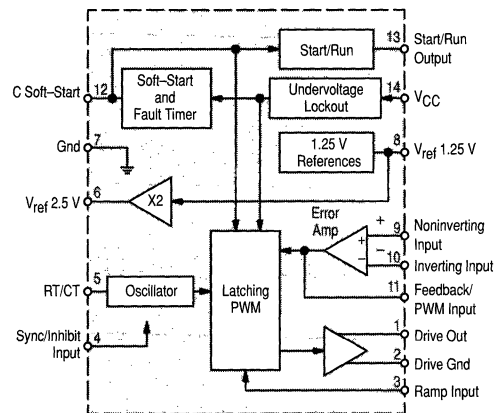 13
Start/Run
Output
Start/Run
C Soft–Start
12
Soft–Start
and
Fault Timer
Undervoltage
Lockout
14
VCC
Gnd
7
1.25 V
References
8
Vref 1.25 V
Vref 2.5 V
6
X2
Error
Amp
+
+
9
Noninverting
Input
–
–
10
Inverting Input
RT/CT
5
Oscillator
Latching
PWM
11
Feedback/
PWM Input
Sync/Inhibit
Input
4
1
Drive Out
2
Drive Gnd
3
Ramp Input